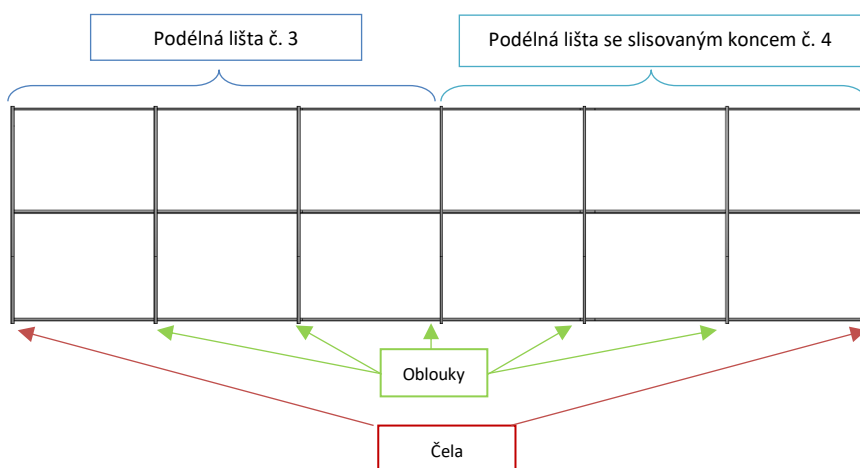 Podélná lišta č. 3
Podélná lišta se slisovaným koncem č. 4
Oblouky
Čela